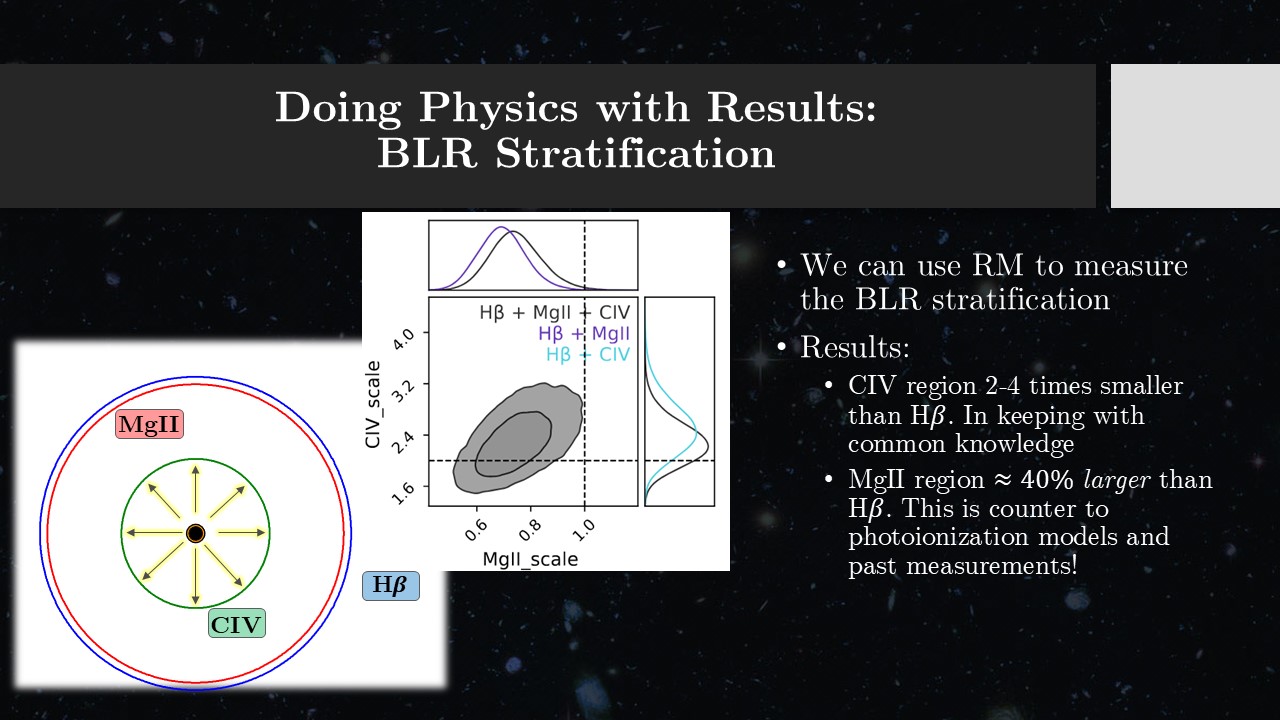 Doing Physics with Results:
BLR Stratification
Hβ + MgII + CIV
Hβ + MgII
Hβ + CIV
4.0
3.2
2.4
1.6
CIV_scale
0.6
0.8
1.0
MgII_scale
MgII
CIV
Hβ
• We can use RM to measure
the BLR stratification
• Results:
• CIV region 2-4 times smaller
than Hβ. In keeping with
common knowledge
• MgII region ≈ 40% larger than
Hβ. This is counter to
photoionization models and
past measurements!